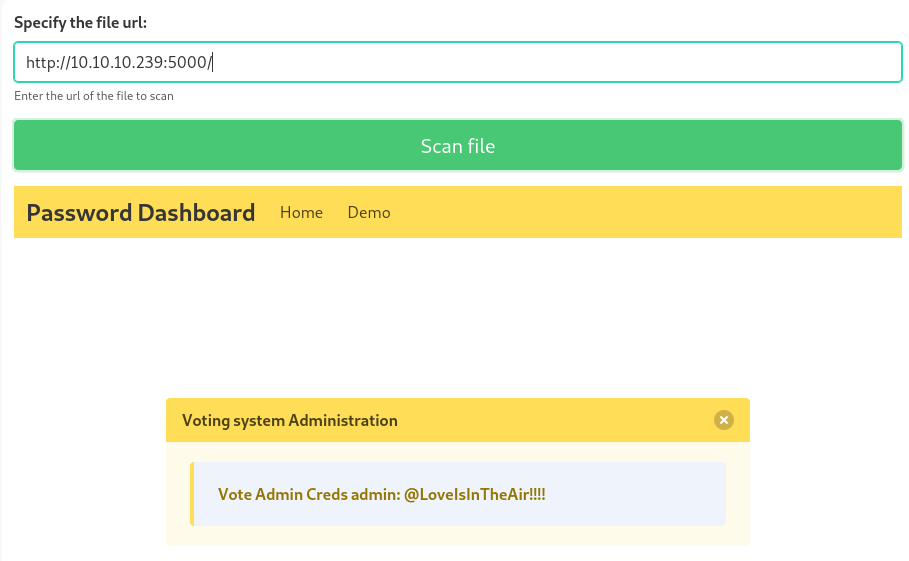 Specify the file url:
http://10.10.10.239:5000/
Enter the url of the file to scan
Scan file
Password Dashboard Home Demo
Voting system Administration
Vote Admin Creds admin: @LoveIsInTheAir!!!!